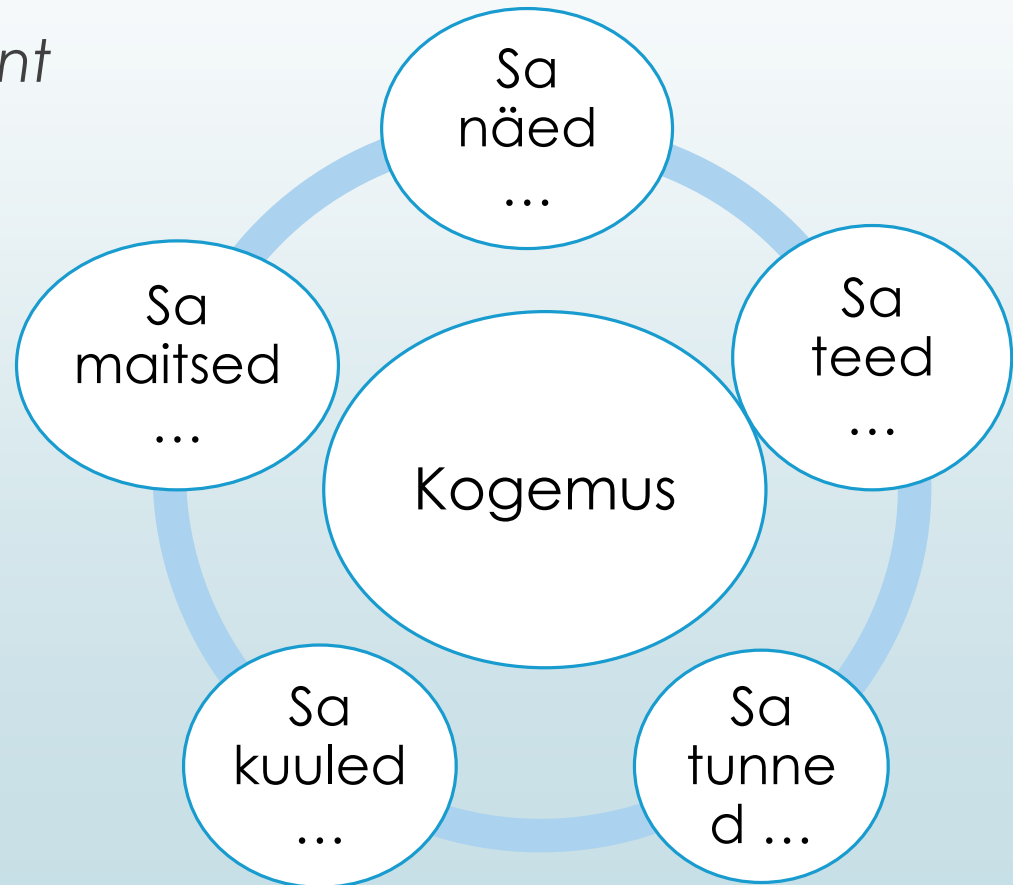 nt
Sa
näed
…
Sa
teed
…
Sa
tunne
d …
Sa
kuuled
…
Sa
maitsed
…
Kogemus